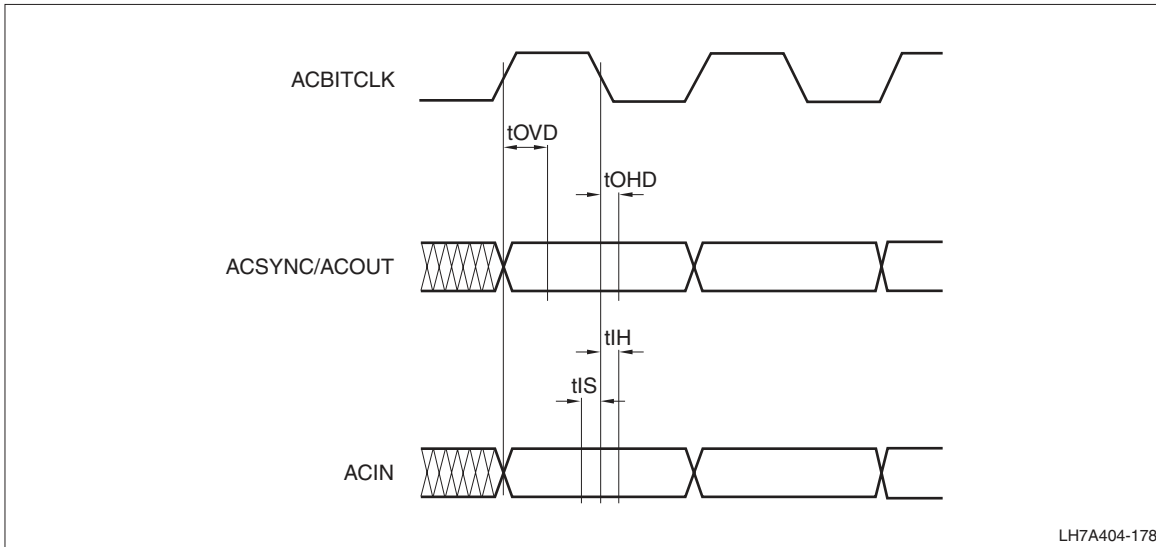 ACBITCLK
tOVD
tOHD
ACSYNC/ACOUT
tIH
tIS
ACIN
LH7A404-178